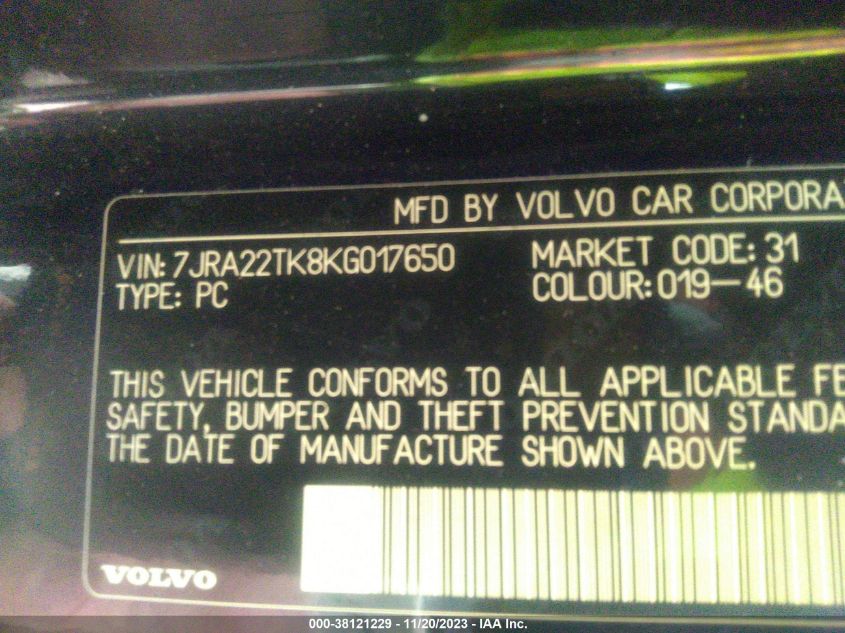 MFD BY VOLVO CAR CORPORA
VIN: 7JRA22TK8KG017650
MARKET CODE: 31
TYPE: PC
COLOUR: 019-46
THIS VEHICLE CONFORMS TO ALL APPLICABLE FE
SAFETY, BUMPER AND THEFT PREVENTION STANDA
THE DATE OF MANUFACTURE SHOWN ABOVE.
VOLVO
000-38121229 - 11/20/2023 - IAA Inc.